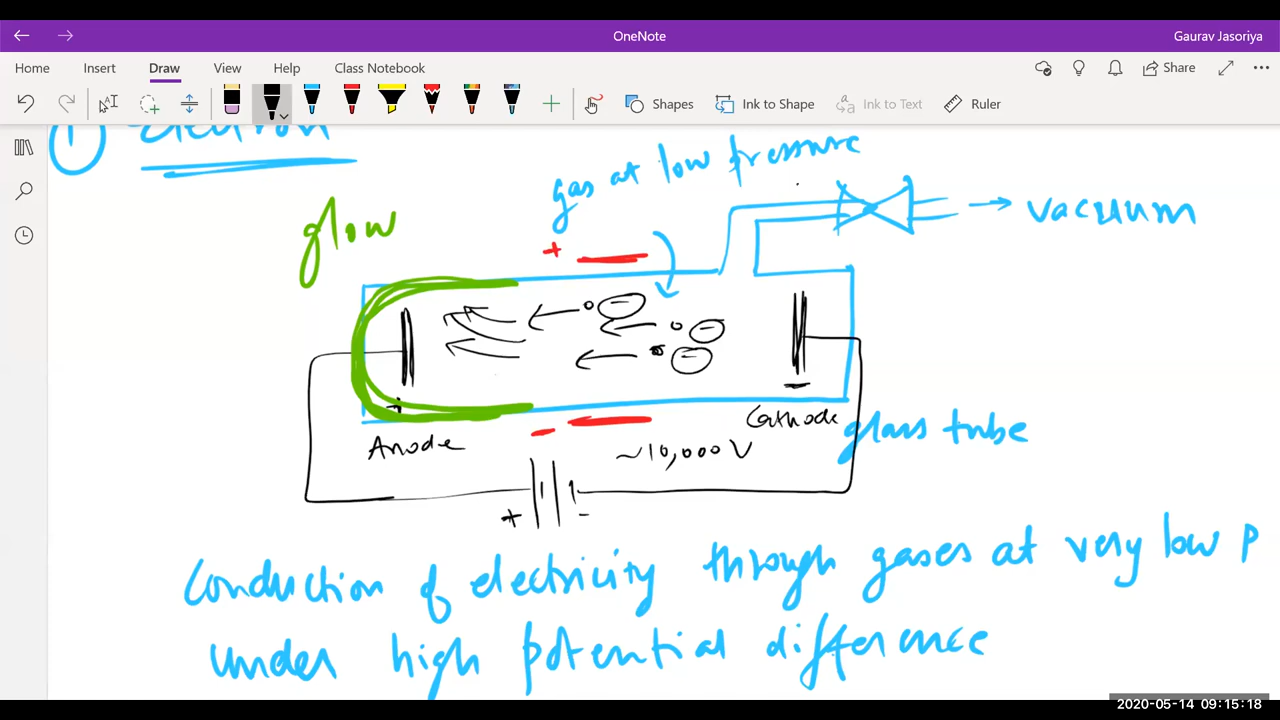 OneNote
Gaurav Jasoriya
Home Insert Draw View Help Class Notebook Share
Shapes Ink to Shape Ink to Text Ruler
① Electron
gas at low pressure
glow
vacuum
+
−
−
−
+
Anode
Cathode
glass tube
~10,000 V
+ −
Conduction of electricity through gases at very low P
under high potential difference
2020-05-14 09:15:18